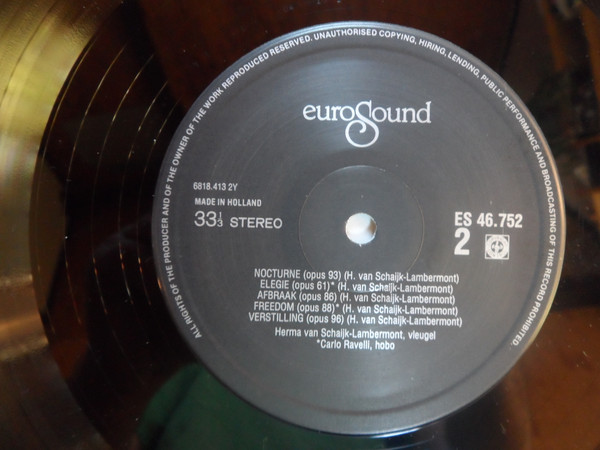 ALL RIGHTS OF THE PRODUCER AND OF THE OWNER OF THE WORK REPRODUCED RESERVED. UNAUTHORISED COPYING, HIRING, LENDING, PUBLIC PERFORMANCE AND BROADCASTING OF THIS RECORD PROHIBITED.
euroSound
6818.413 2Y
MADE IN HOLLAND
33⅓ STEREO
ES 46.752
2
NOCTURNE (opus 93) (H. van Schaijk-Lambermont)
ELEGIE (opus 61)* (H. van Schaijk-Lambermont)
AFBRAAK (opus 86) (H. van Schaijk-Lambermont)
FREEDOM (opus 88)* (H. van Schaijk-Lambermont)
VERSTILLING (opus 96) (H. van Schaijk-Lambermont)
Herma van Schaijk-Lambermont, vleugel
*Carlo Ravelli, hobo